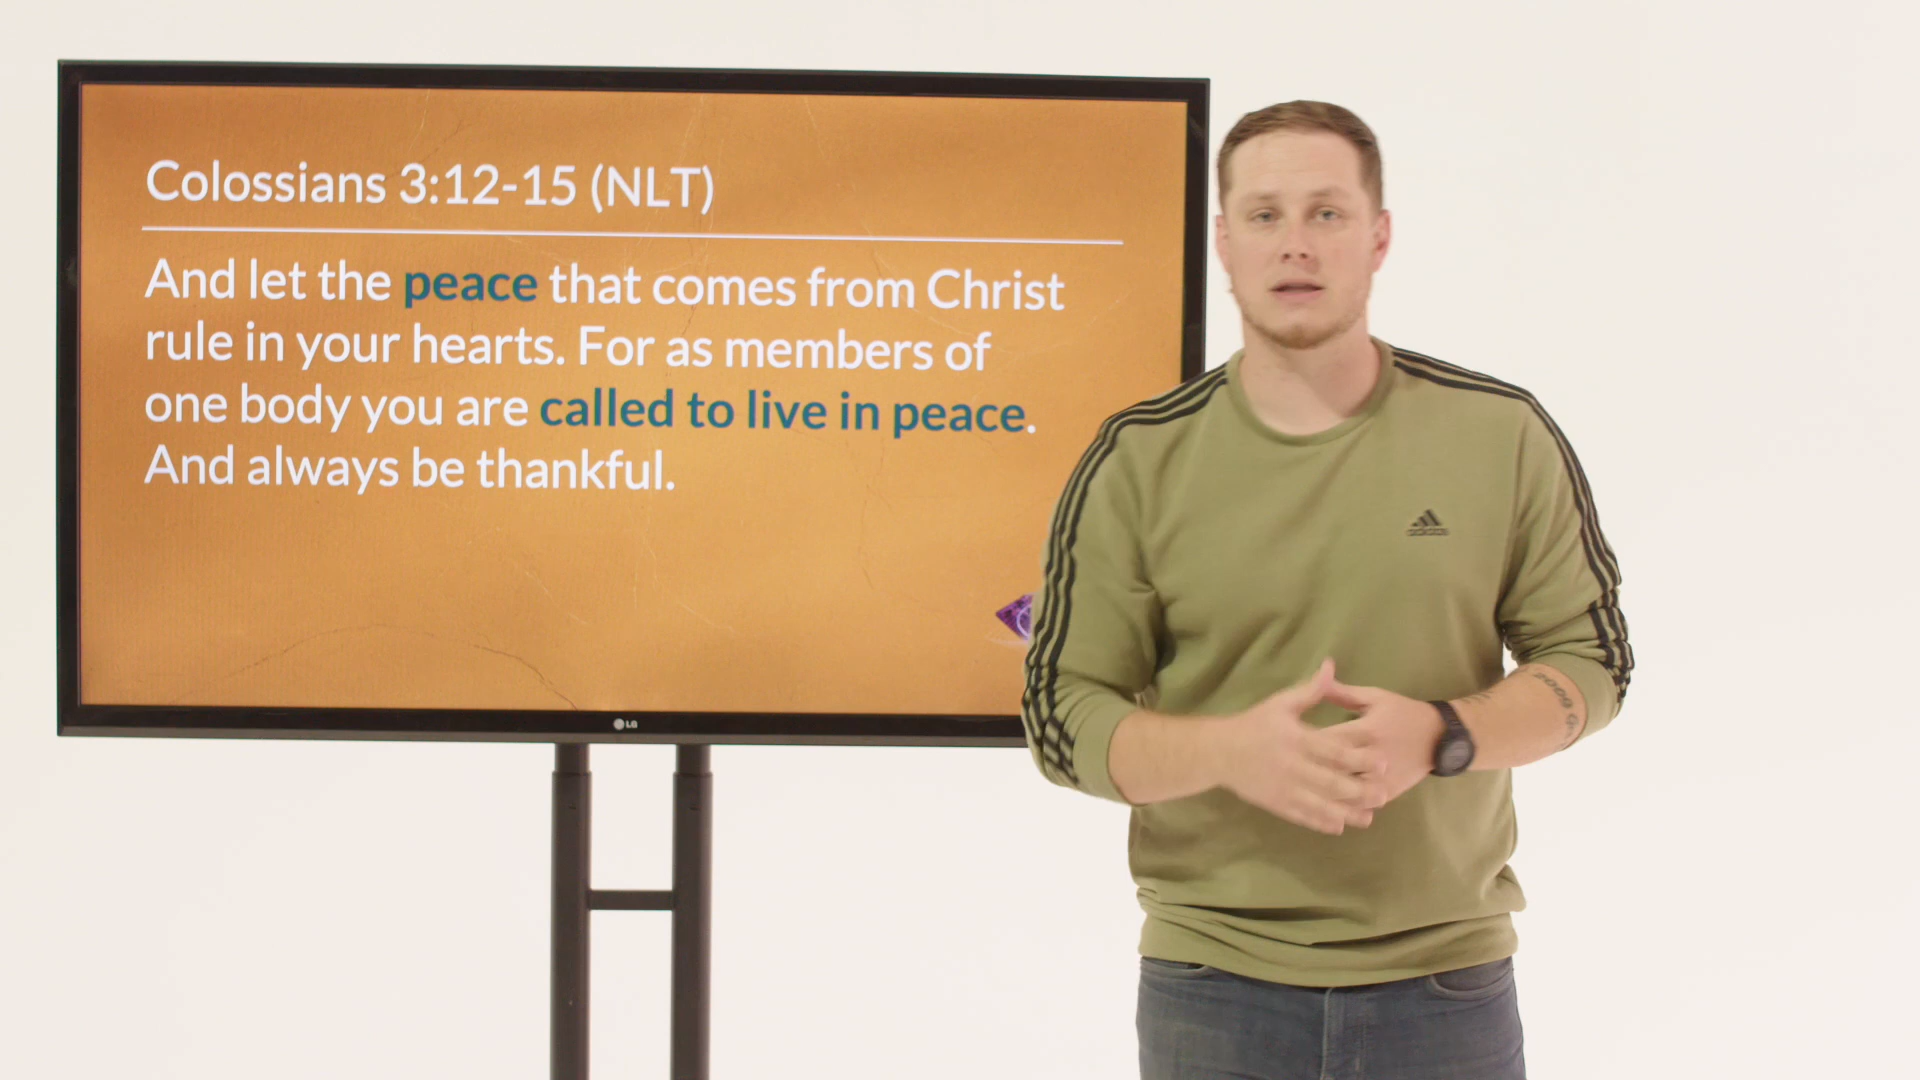 Colossians 3:12-15 (NLT)
And let the peace that comes from Christ
rule in your hearts. For as members of
one body you are called to live in peace.
And always be thankful.
LG
adidas